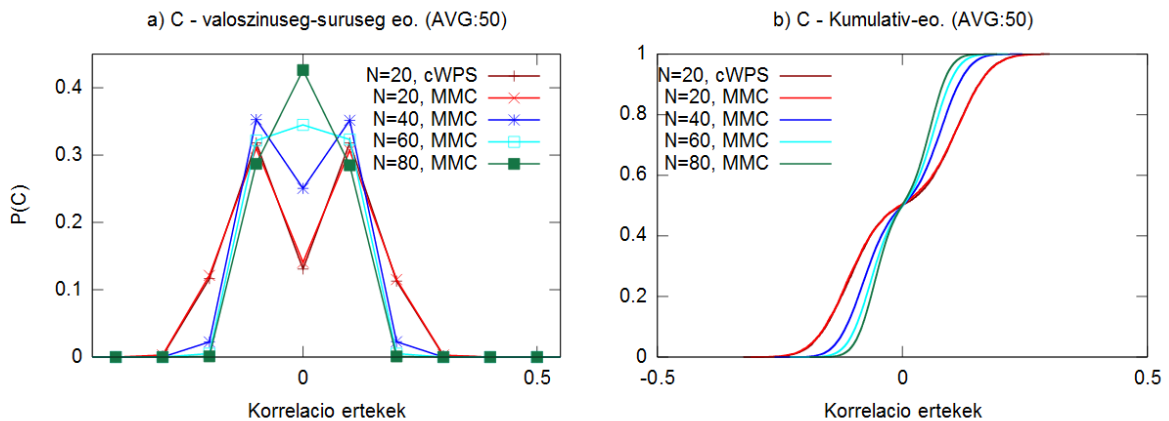 a) C - valoszinuseg-suruseg eo. (AVG:50)
P(C)
0.4
0.3
0.2
0.1
0
N=20, cWPS
N=20, MMC
N=40, MMC
N=60, MMC
N=80, MMC
0
0.5
Korrelacio ertekek
b) C - Kumulativ-eo. (AVG:50)
1
0.8
0.6
0.4
0.2
0
N=20, cWPS
N=20, MMC
N=40, MMC
N=60, MMC
N=80, MMC
-0.5
0
0.5
Korrelacio ertekek